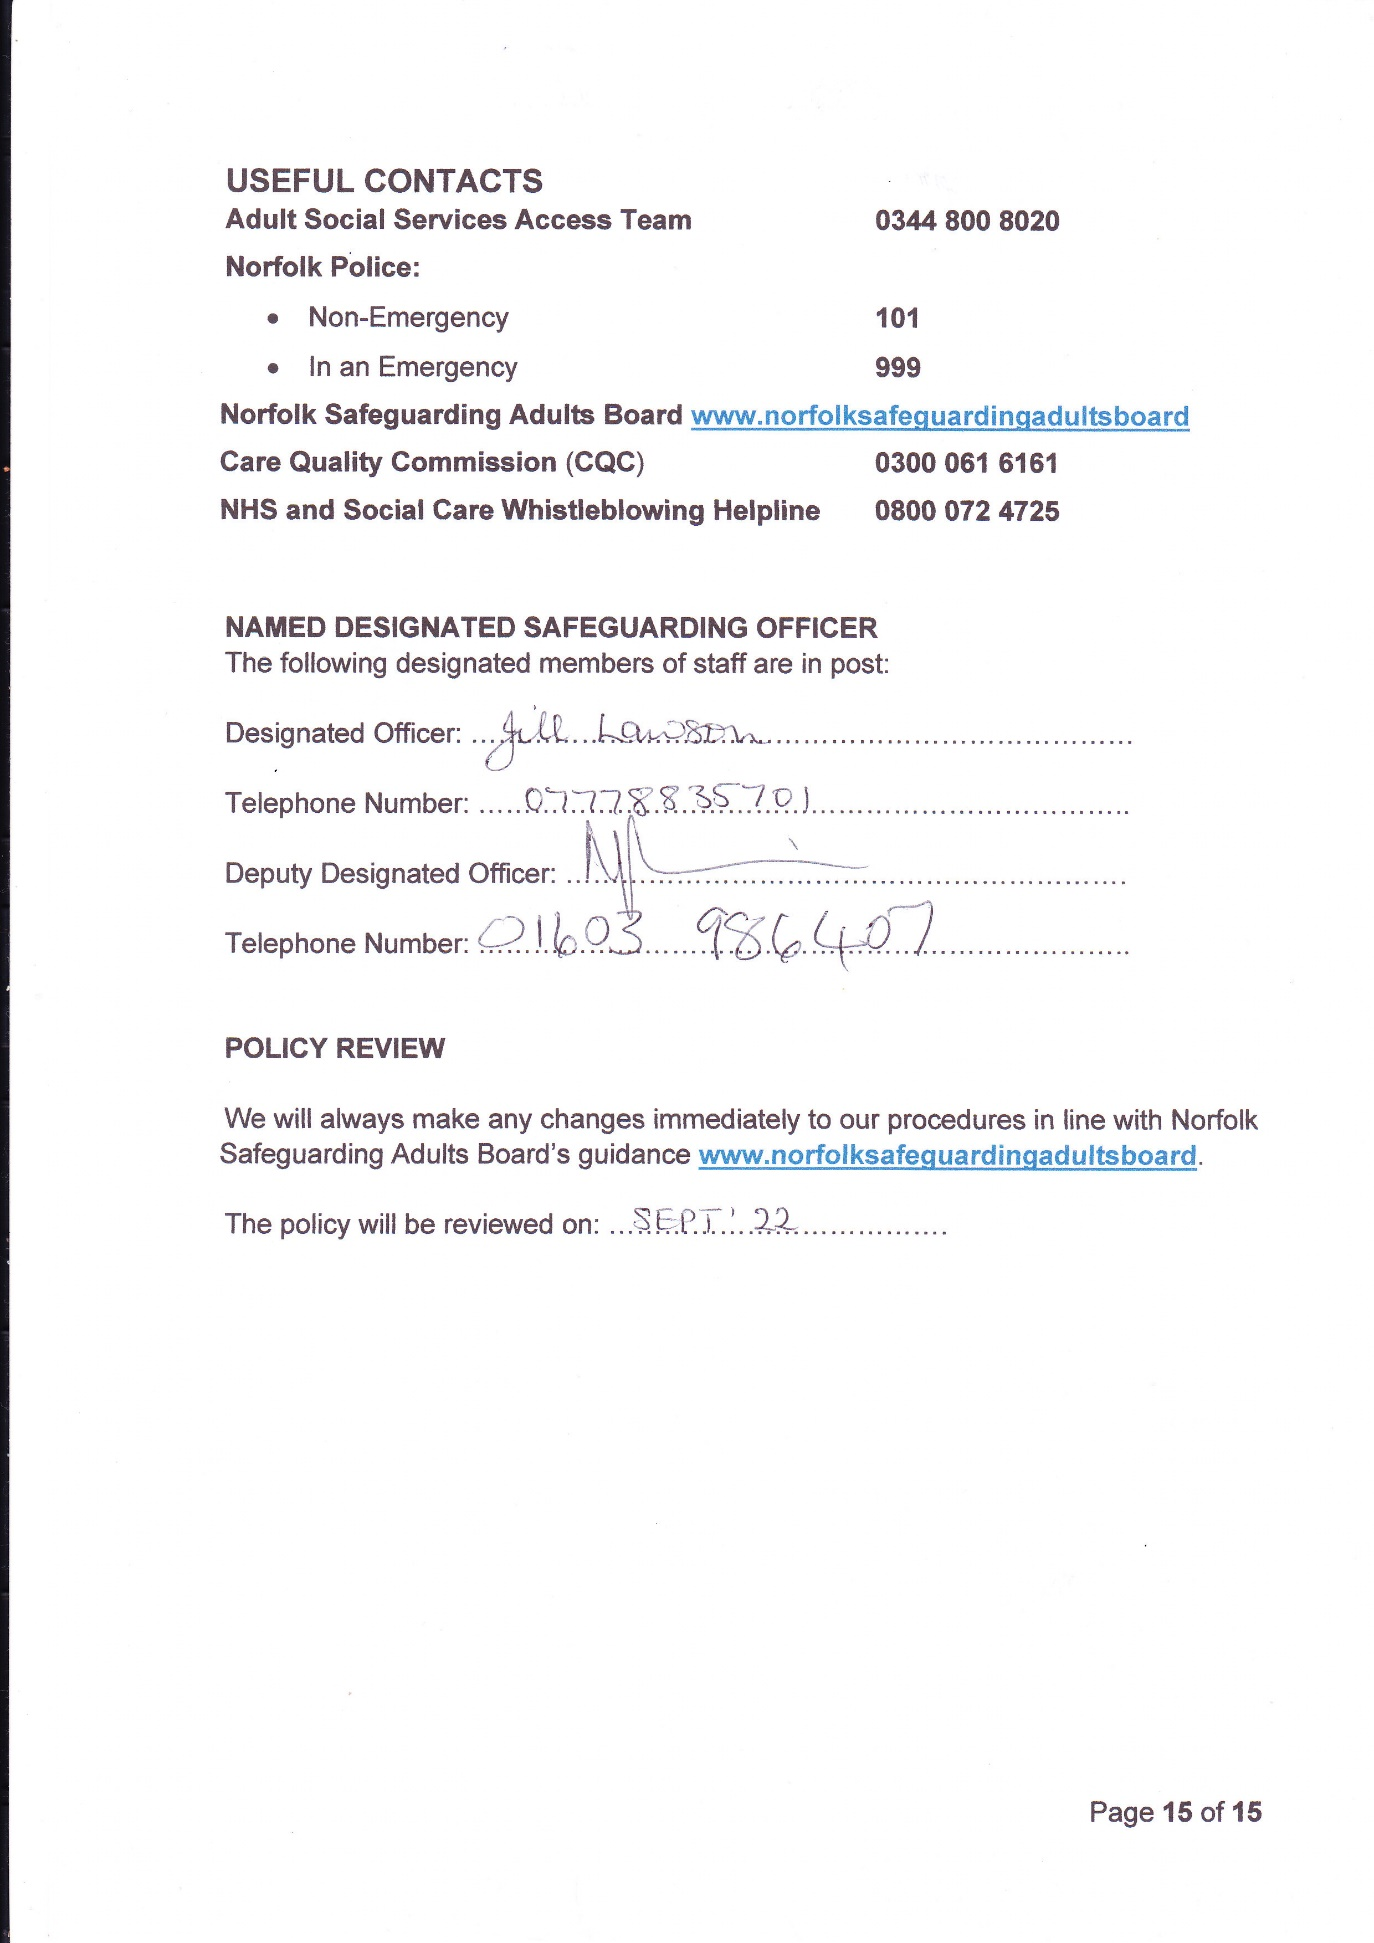 USEFUL CONTACTS
Adult Social Services Access Team 0344 800 8020
Norfolk Police:
• Non-Emergency 101
• In an Emergency 999
Norfolk Safeguarding Adults Board www.norfolksafeguardingadultsboard
Care Quality Commission (CQC) 0300 061 6161
NHS and Social Care Whistleblowing Helpline 0800 072 4725
NAMED DESIGNATED SAFEGUARDING OFFICER
The following designated members of staff are in post:
Designated Officer: Jill Lawson
Telephone Number: 07778835701
Deputy Designated Officer:
Telephone Number: 01603 986407
POLICY REVIEW
We will always make any changes immediately to our procedures in line with Norfolk
Safeguarding Adults Board's guidance www.norfolksafeguardingadultsboard.
The policy will be reviewed on: SEPT' 22
Page 15 of 15